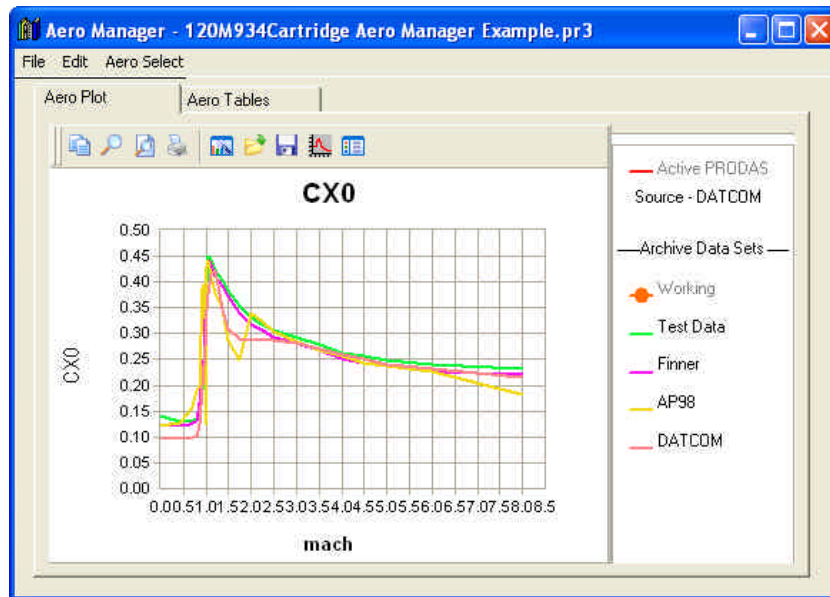 Aero Manager - 120M934Cartridge Aero Manager Example.pr3
File Edit Aero Select
Aero Plot Aero Tables
CX0
0.50
0.45
0.40
0.35
0.30
0.25
0.20
0.15
0.10
0.05
0.00
CX0
0.00.51.01.52.02.53.03.54.04.55.05.56.06.57.07.58.08.5
mach
Active PRODAS
Source - DATCOM
Archive Data Sets
Working
Test Data
Finner
AP98
DATCOM